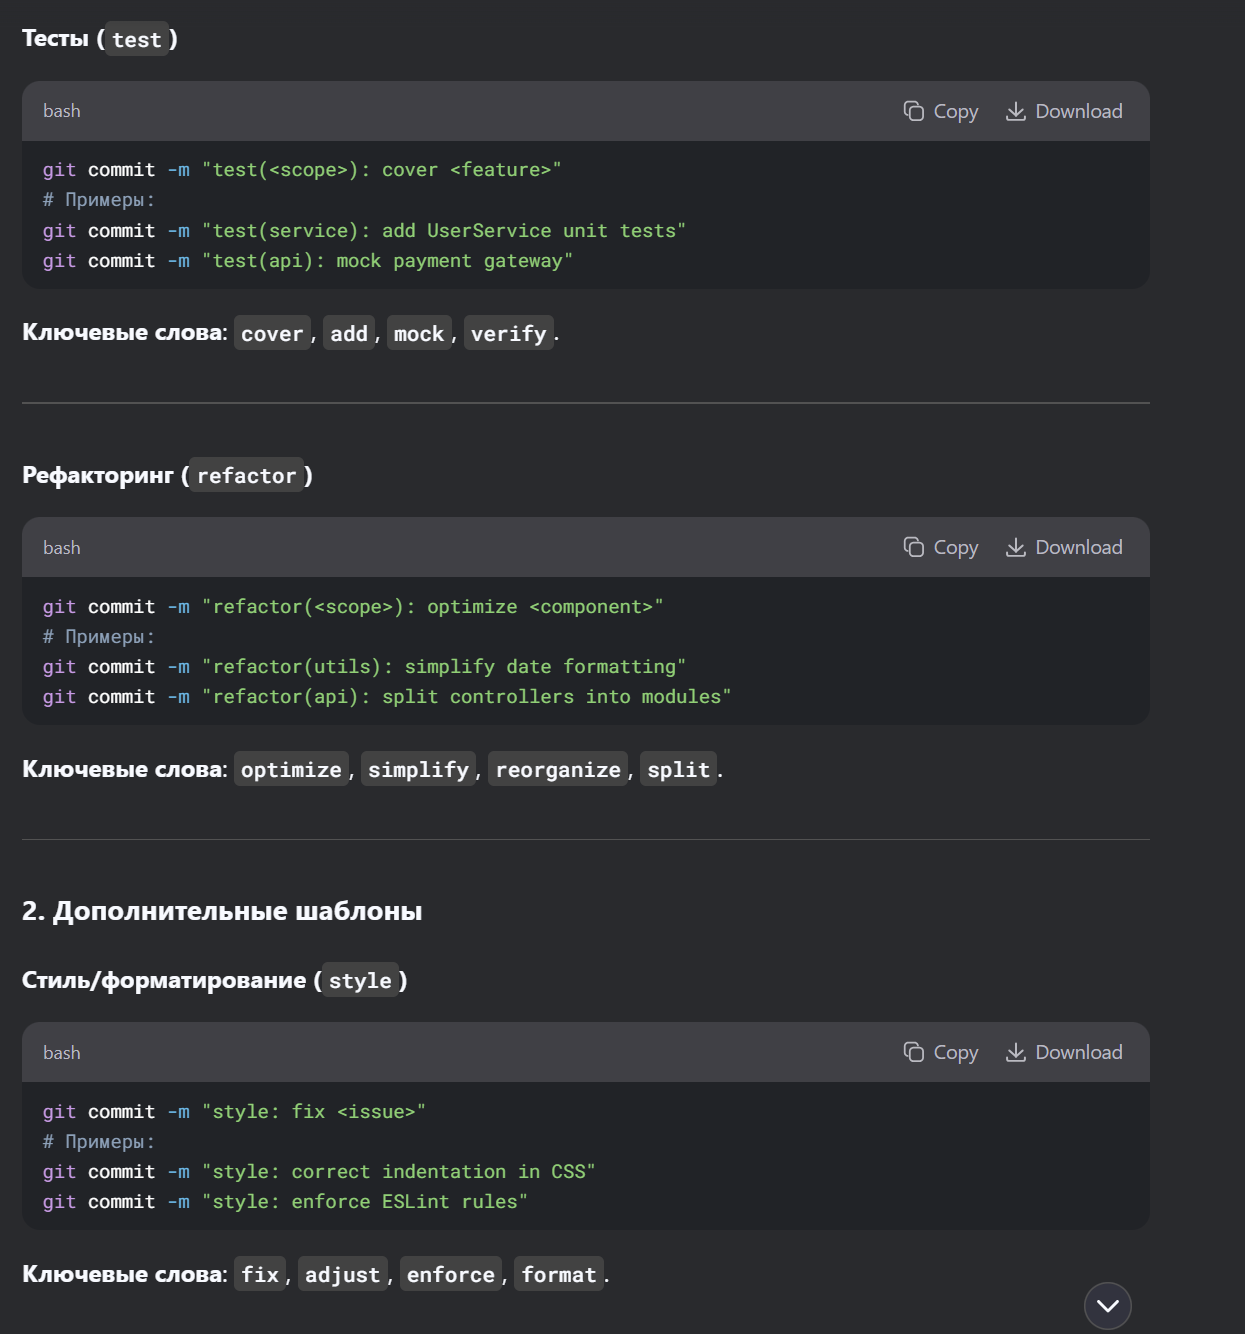 Тесты (test)
bash Copy Download
git commit -m "test(<scope>): cover <feature>"
# Примеры:
git commit -m "test(service): add UserService unit tests"
git commit -m "test(api): mock payment gateway"
Ключевые слова: cover, add, mock, verify.
Рефакторинг (refactor)
bash Copy Download
git commit -m "refactor(<scope>): optimize <component>"
# Примеры:
git commit -m "refactor(utils): simplify date formatting"
git commit -m "refactor(api): split controllers into modules"
Ключевые слова: optimize, simplify, reorganize, split.
2. Дополнительные шаблоны
Стиль/форматирование (style)
bash Copy Download
git commit -m "style: fix <issue>"
# Примеры:
git commit -m "style: correct indentation in CSS"
git commit -m "style: enforce ESLint rules"
Ключевые слова: fix, adjust, enforce, format.